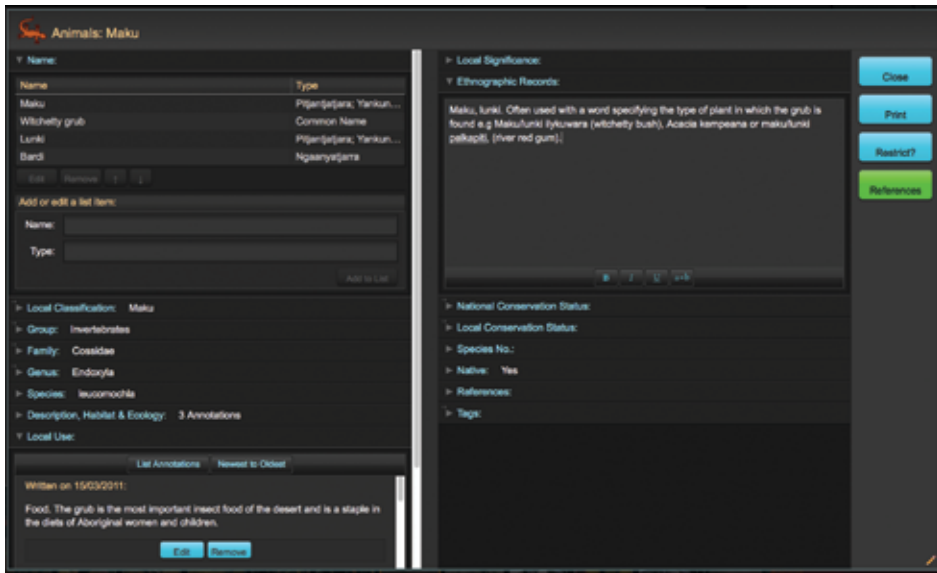 Animals: Maku
Name:
Name Type
Maku Pitjantjatjara; Yankun...
Witchetty grub Common Name
Lunki Pitjantjatjara; Yankun...
Bardi Ngaanyatjarra
Edit Remove ↑ ↓
Add or edit a list item:
Name:
Type:
Add to List
Local Classification: Maku
Group: Invertebrates
Family: Cossidae
Genus: Endoxyla
Species: leucomochla
Description, Habitat & Ecology: 3 Annotations
Local Use:
List Annotations Newest to Oldest
Written on 15/03/2011:
Food. The grub is the most important insect food of the desert and is a staple in
the diets of Aboriginal women and children.
Edit Remove
Local Significance:
Ethnographic Records:
Maku, lunki. Often used with a word specifying the type of plant in which the grub is
found e.g Maku/lunki ilykuwara (witchetty bush), Acacia kempeana or maku/lunki
palkapiti, (river red gum).
B I U
National Conservation Status:
Local Conservation Status:
Species No.:
Native: Yes
References:
Tags:
Close
Print
Restrict?
References